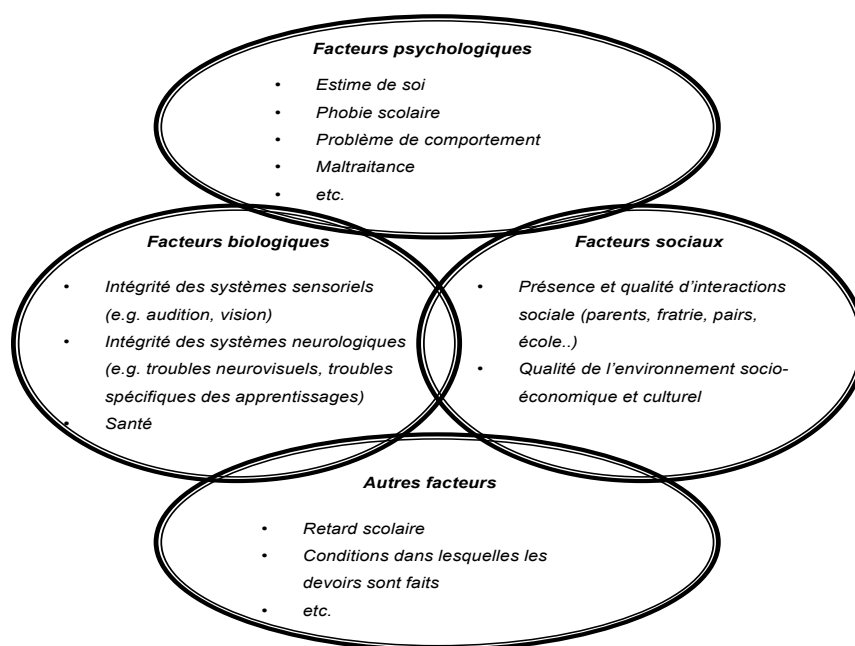 Facteurs psychologiques
• Estime de soi
• Phobie scolaire
• Problème de comportement
• Maltraitance
• etc.
Facteurs biologiques
• Intégrité des systèmes sensoriels
(e.g. audition, vision)
• Intégrité des systèmes neurologiques
(e.g. troubles neurovisuels, troubles
spécifiques des apprentissages)
• Santé
Facteurs sociaux
• Présence et qualité d'interactions
sociale (parents, fratrie, pairs,
école..)
• Qualité de l'environnement socio-
économique et culturel
Autres facteurs
• Retard scolaire
• Conditions dans lesquelles les
devoirs sont faits
• etc.